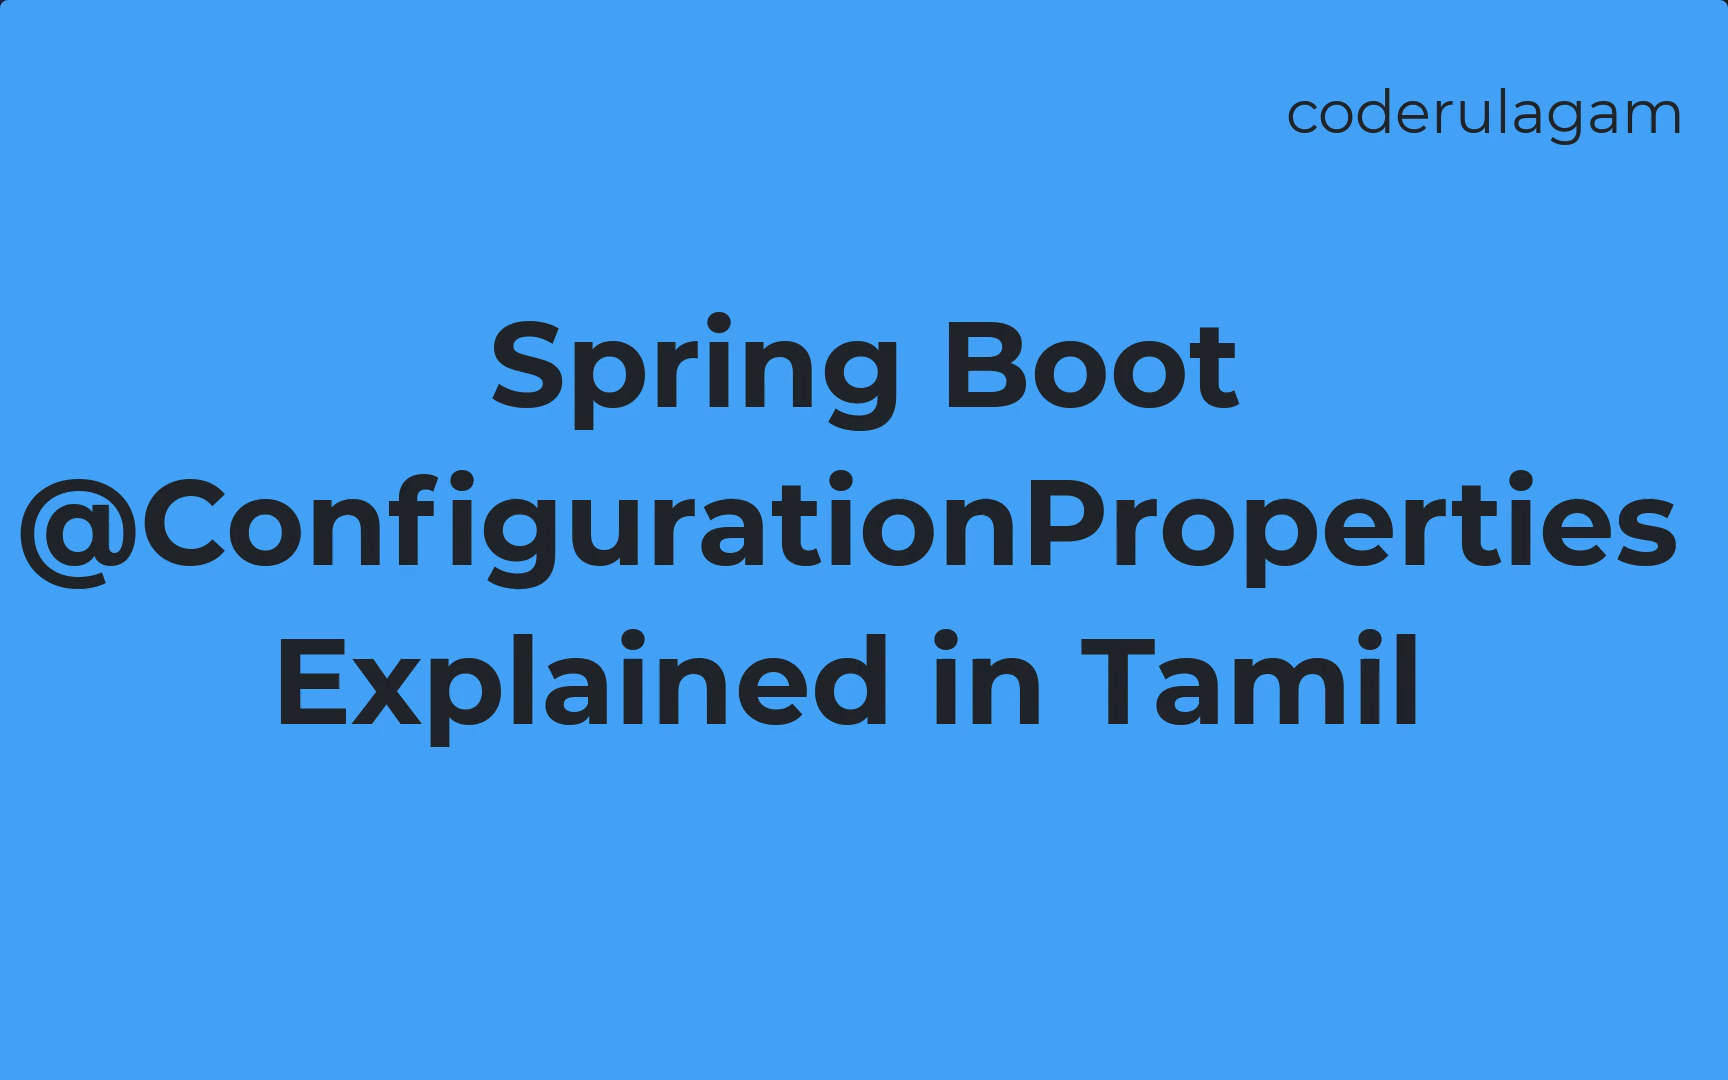 coderulagam
Spring Boot
@ConfigurationProperties
Explained in Tamil